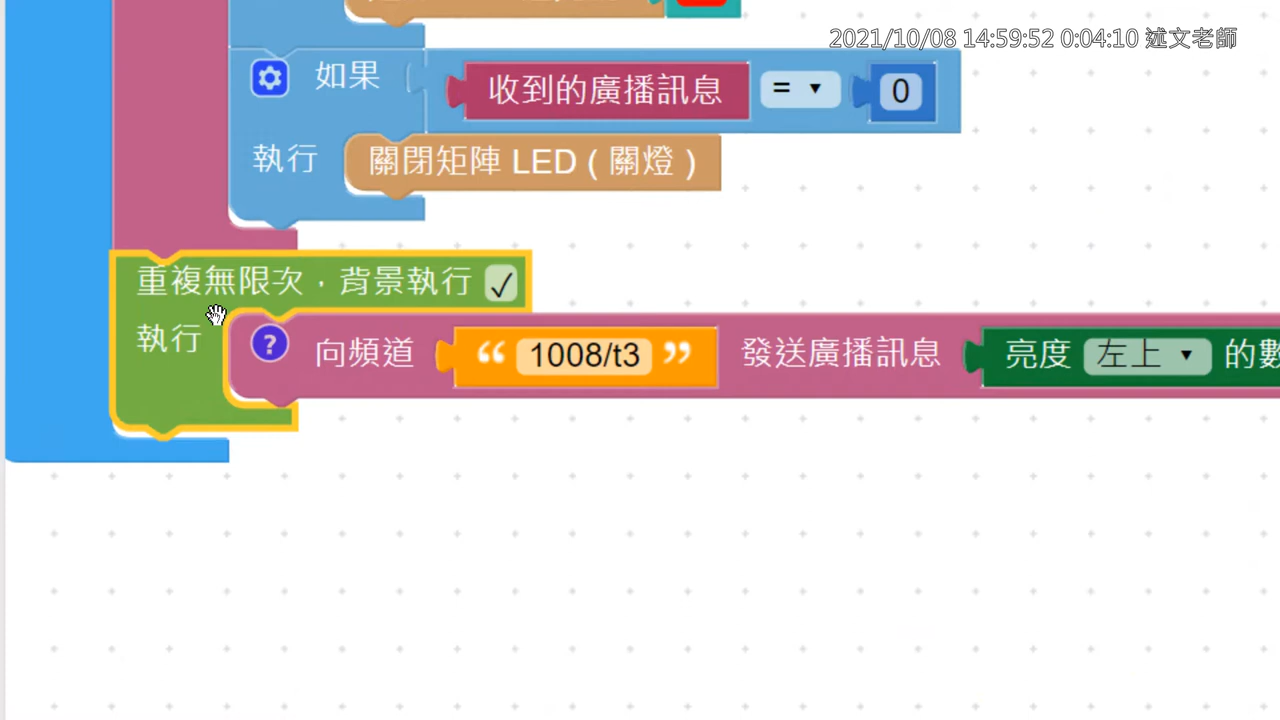 2021/10/08 14:59:52 0:04:10 述文老師
如果 收到的廣播訊息 = ▼ 0
執行 關閉矩陣 LED ( 關燈 )
重複無限次，背景執行 ✓
執行 ? 向頻道 “ 1008/t3 ” 發送廣播訊息 亮度 左上 ▼ 的數